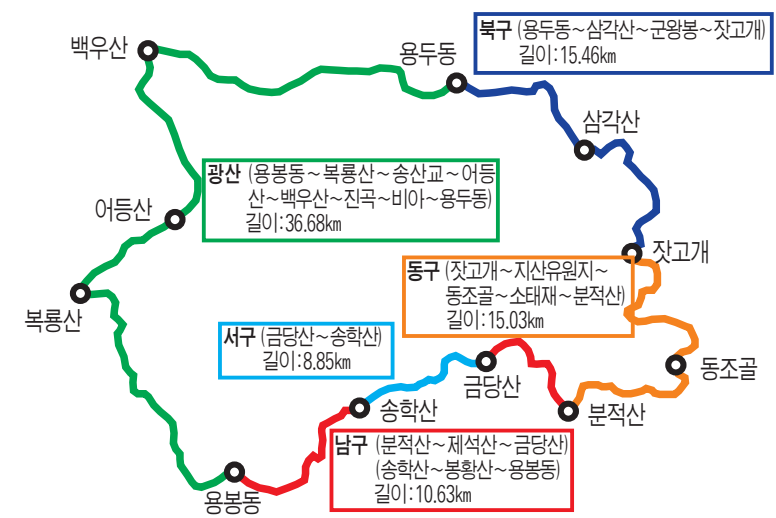 북구 (용두동~삼각산~군왕봉~잣고개)
길이:15.46㎞
백우산
용두동
삼각산
광산 (용봉동~복룡산~송산교~어등
산~백우산~진곡~비아~용두동)
길이:36.68㎞
어등산
잣고개
동구 (잣고개~지산유원지~
동조골~소태재~분적산)
길이:15.03㎞
복룡산
서구 (금당산~송학산)
길이:8.85㎞
금당산
동조골
송학산
분적산
남구 (분적산~제석산~금당산)
(송학산~봉황산~용봉동)
길이:10.63㎞
용봉동